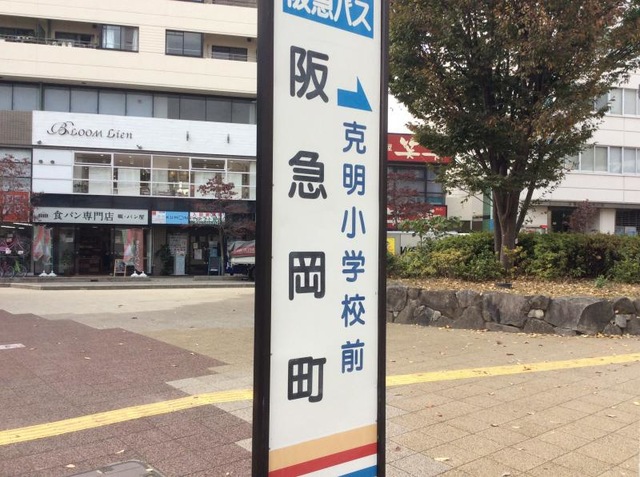 阪急バス
阪急岡町
克明小学校前
Bloom Lien
食パン専門店